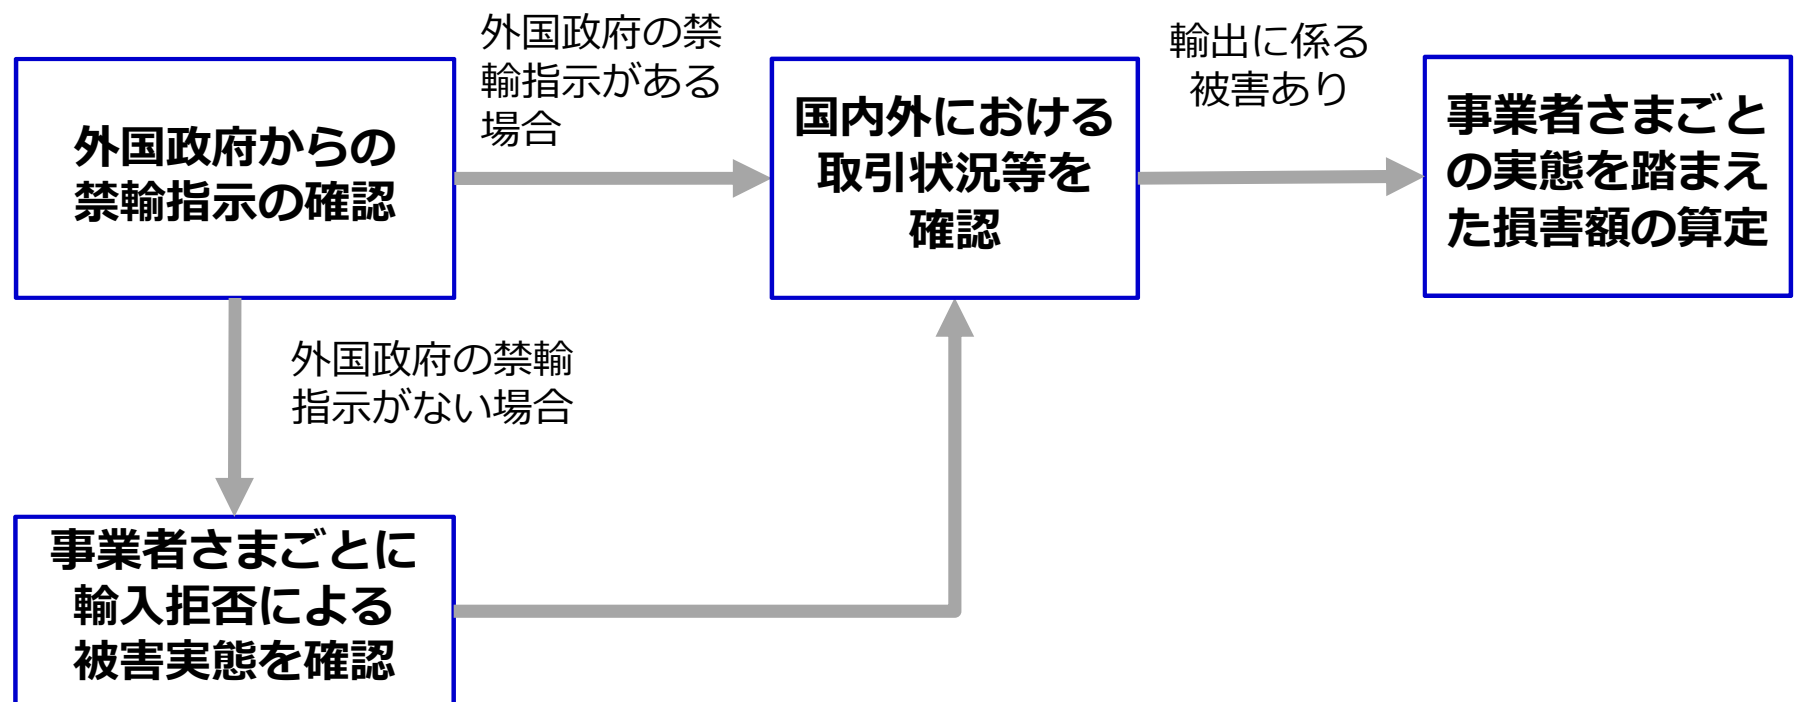 外国政府からの
禁輸指示の確認
外国政府の禁
輸指示がある
場合
国内外における
取引状況等を
確認
輸出に係る
被害あり
事業者さまごと
の実態を踏まえ
た損害額の算定
外国政府の禁輸
指示がない場合
事業者さまごとに
輸入拒否による
被害実態を確認